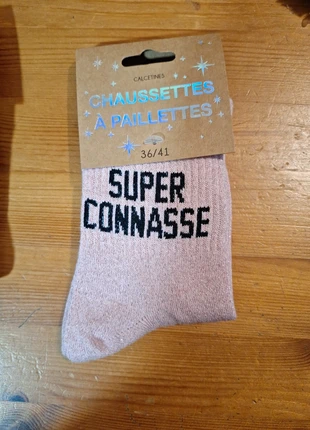 CALCETINES
CHAUSSETTES
À PAILLETTES
36/41
SUPER
CONNASSE